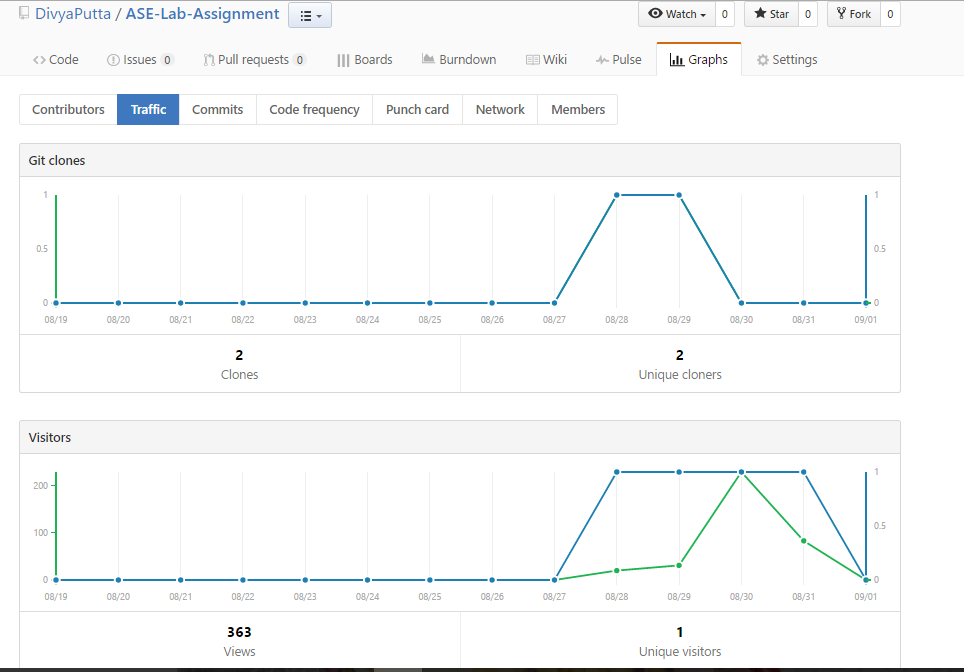 DivyaPutta / ASE-Lab-Assignment Watch 0 Star 0 Fork 0
Code Issues 0 Pull requests 0 Boards Burndown Wiki Pulse Graphs Settings
Contributors Traffic Commits Code frequency Punch card Network Members
Git clones
1 1
0.5 0.5
0 0
08/19 08/20 08/21 08/22 08/23 08/24 08/25 08/26 08/27 08/28 08/29 08/30 08/31 09/01
2 2
Clones Unique cloners
Visitors
1
200
0.5
100
0 0
08/19 08/20 08/21 08/22 08/23 08/24 08/25 08/26 08/27 08/28 08/29 08/30 08/31 09/01
363 1
Views Unique visitors